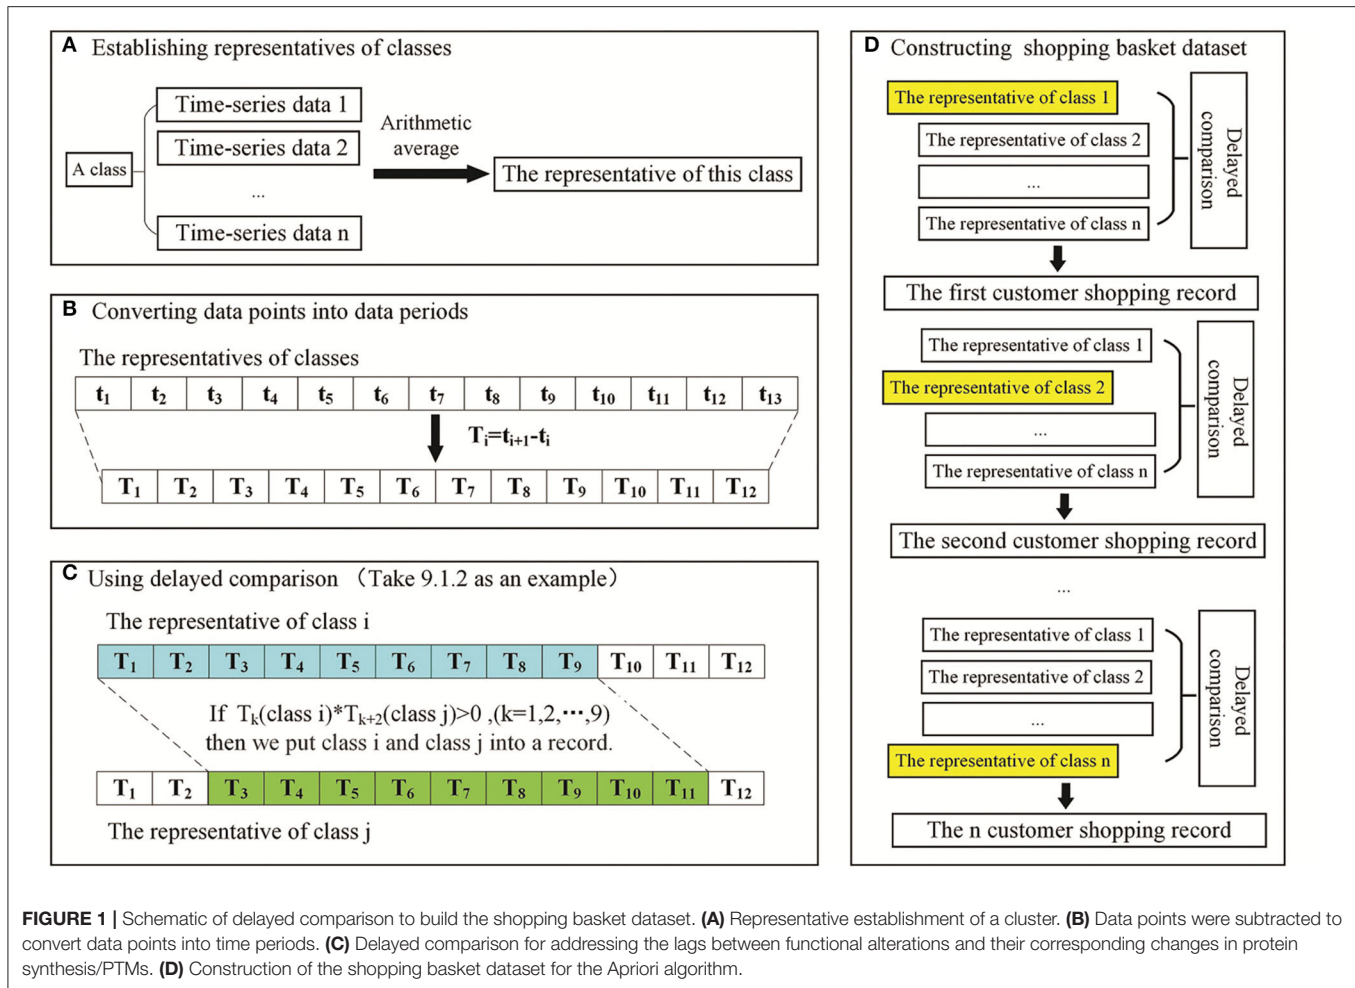 A Establishing representatives of classes
Time-series data 1
Time-series data 2
...
Time-series data n
A class
Arithmetic
average
The representative of this class
B Converting data points into data periods
The representatives of classes
t1 t2 t3 t4 t5 t6 t7 t8 t9 t10 t11 t12 t13
Ti=ti+1-ti
T1 T2 T3 T4 T5 T6 T7 T8 T9 T10 T11 T12
C Using delayed comparison （Take 9.1.2 as an example）
The representative of class i
T1 T2 T3 T4 T5 T6 T7 T8 T9 T10 T11 T12
If Tk(class i)*Tk+2(class j)>0 ,(k=1,2,⋯,9)
then we put class i and class j into a record.
T1 T2 T3 T4 T5 T6 T7 T8 T9 T10 T11 T12
The representative of class j
D Constructing shopping basket dataset
The representative of class 1
The representative of class 2
...
The representative of class n
Delayed
comparison
The first customer shopping record
The representative of class 1
The representative of class 2
...
The representative of class n
Delayed
comparison
The second customer shopping record
...
The representative of class 1
The representative of class 2
...
The representative of class n
Delayed
comparison
The n customer shopping record
FIGURE 1 | Schematic of delayed comparison to build the shopping basket dataset. (A) Representative establishment of a cluster. (B) Data points were subtracted to
convert data points into time periods. (C) Delayed comparison for addressing the lags between functional alterations and their corresponding changes in protein
synthesis/PTMs. (D) Construction of the shopping basket dataset for the Apriori algorithm.